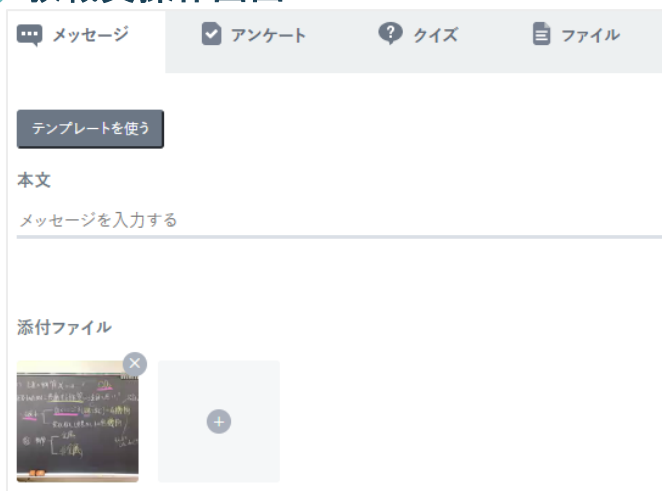 メッセージ
アンケート
クイズ
ファイル
テンプレートを使う
本文
メッセージを入力する
添付ファイル